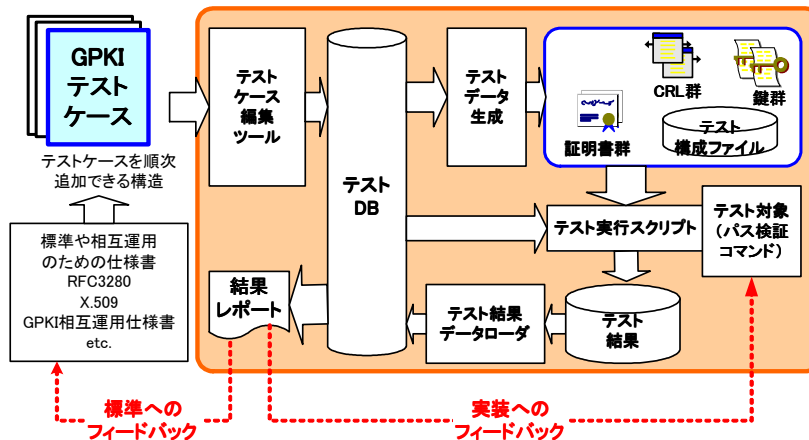 GPKI
テスト
ケース
テストケースを順次
追加できる構造
標準や相互運用
のための仕様書
RFC3280
X.509
GPKI相互運用仕様書
etc.
テスト
ケース
編集
ツール
テスト
DB
テスト
データ
生成
CRL群
鍵群
証明書群
テスト
構成ファイル
テスト実行スクリプト
テスト対象
(パス検証
コマンド)
結果
レポート
テスト結果
データローダ
テスト
結果
標準への
フィードバック
実装への
フィードバック